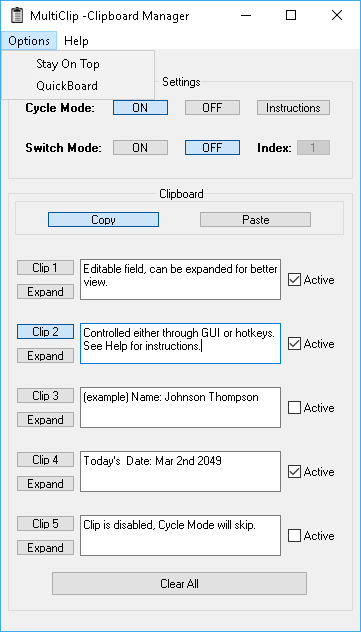 MultiClip -Clipboard Manager
Options Help
Stay On Top
QuickBoard
Settings
Cycle Mode: ON OFF Instructions
Switch Mode: ON OFF Index: 1
Clipboard
Copy Paste
Clip 1
Expand
Editable field, can be expanded for better
view.
Active
Clip 2
Expand
Controlled either through GUI or hotkeys.
See Help for instructions.
Active
Clip 3
Expand
(example) Name: Johnson Thompson
Active
Clip 4
Expand
Today's  Date: Mar 2nd 2049
Active
Clip 5
Expand
Clip is disabled, Cycle Mode will skip.
Active
Clear All